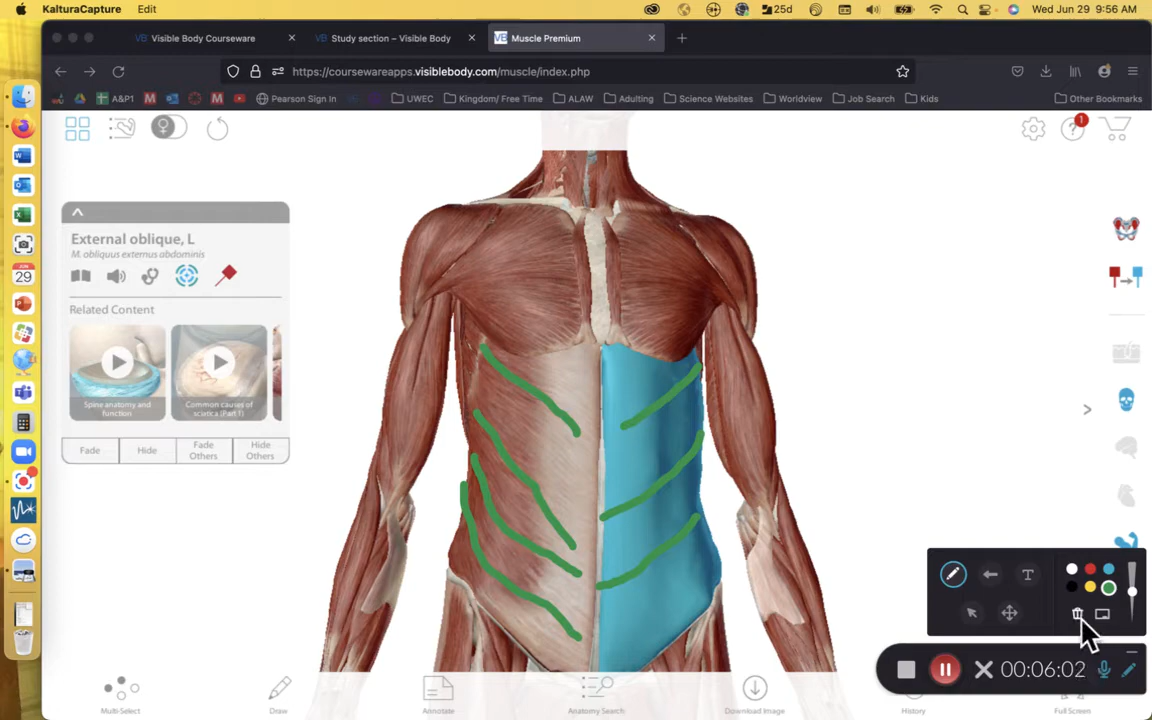 KalturaCapture Edit
25d
Wed Jun 29 9:56 AM
Visible Body Courseware
Study section – Visible Body
Muscle Premium
https://coursewareapps.visiblebody.com/muscle/index.php
A&P1
Pearson Sign In
UWEC
Kingdom/ Free Time
ALAW
Adulting
Science Websites
Worldview
Job Search
Kids
Other Bookmarks
1
External oblique, L
M. obliquus externus abdominis
Related Content
Spine anatomy and
function
Common causes of
sciatica (Part 1)
Fade
Hide
Fade
Others
Hide
Others
JUN
29
T
00:06:02
Multi-Select
Draw
Annotate
Anatomy Search
Download Image
History
Full Screen